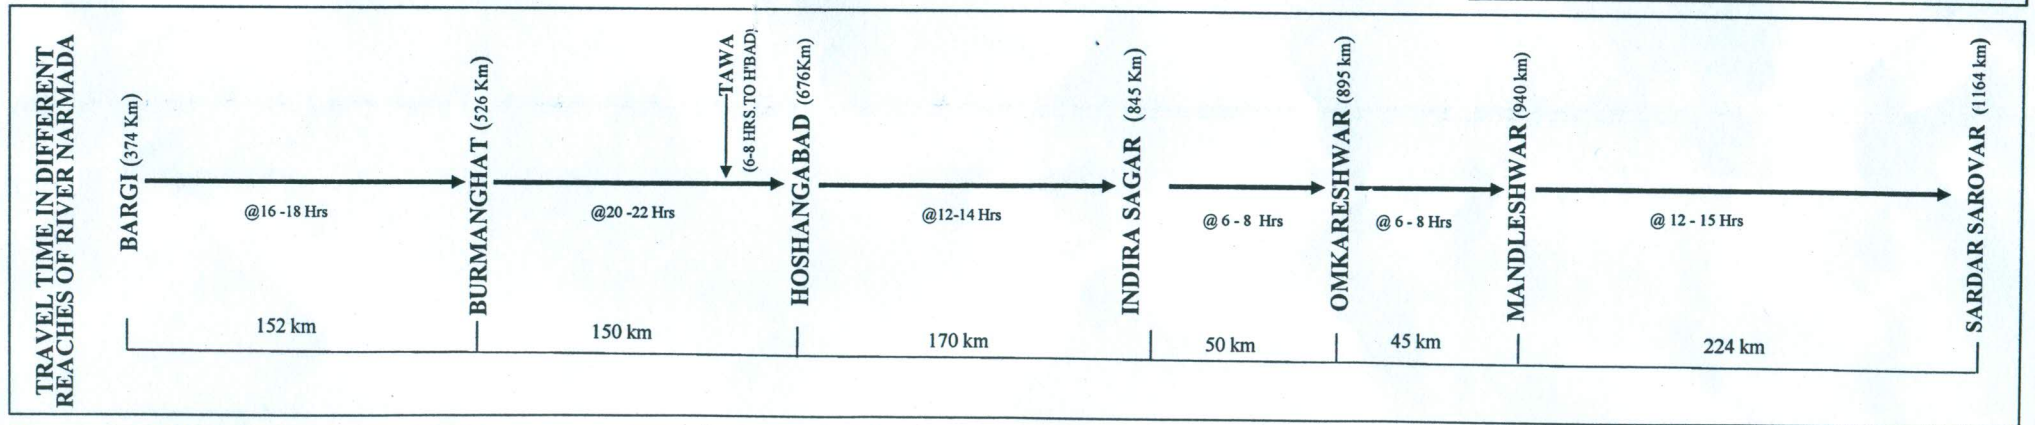 TRAVEL TIME IN DIFFERENT
REACHES OF RIVER NARMADA
BARGI (374 Km)
@16 -18 Hrs
152 km
BURMANGHAT (526 Km)
@20 -22 Hrs
150 km
TAWA
(6-8 HRS.TO H'BAD)
HOSHANGABAD (676Km)
@12-14 Hrs
170 km
INDIRA SAGAR (845 Km)
@ 6 - 8 Hrs
50 km
OMKARESHWAR (895 km)
@ 6 - 8 Hrs
45 km
MANDLESHWAR (940 km)
@ 12 - 15 Hrs
224 km
SARDAR SAROVAR (1164 km)